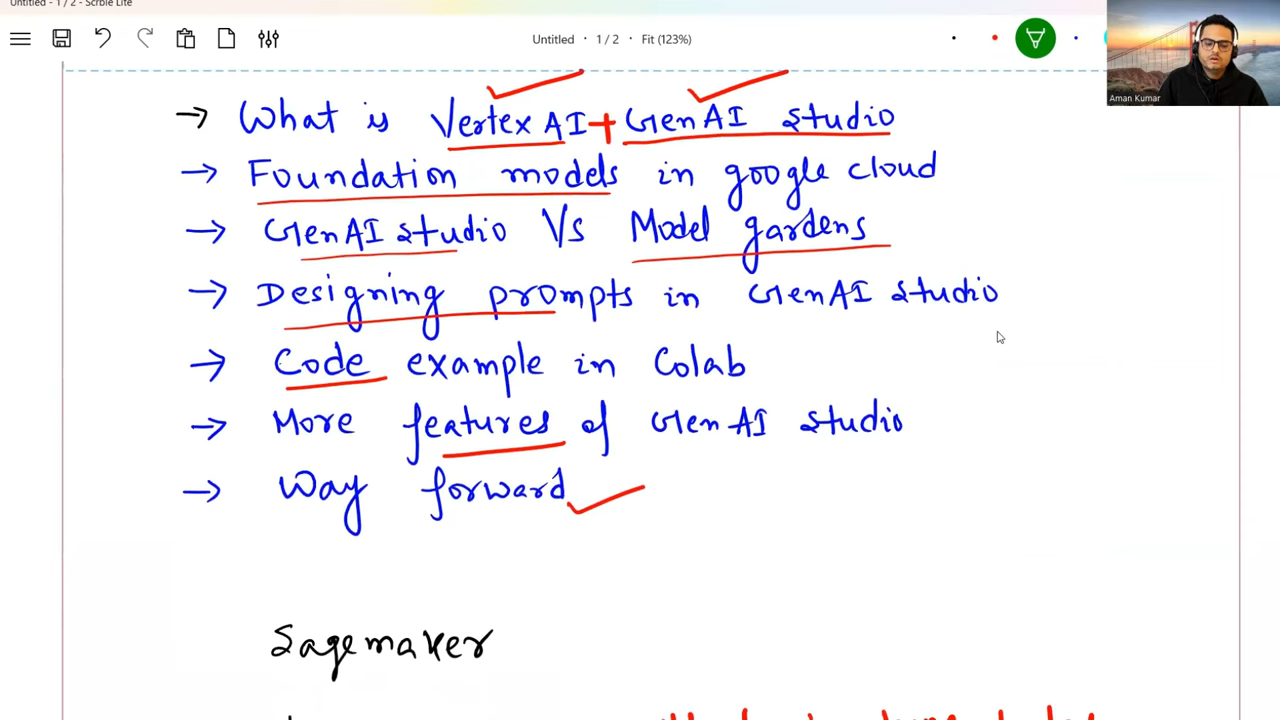 Untitled - 1 / 2 - Scrble Lite
Untitled · 1 / 2 · Fit (123%)
Aman Kumar
→ What is Vertex AI + GenAI Studio
→ Foundation models in google cloud
→ GenAI studio Vs Model gardens
→ Designing prompts in GenAI studio
→ Code example in Colab
→ More features of GenAI studio
→ Way forward
Sagemaker